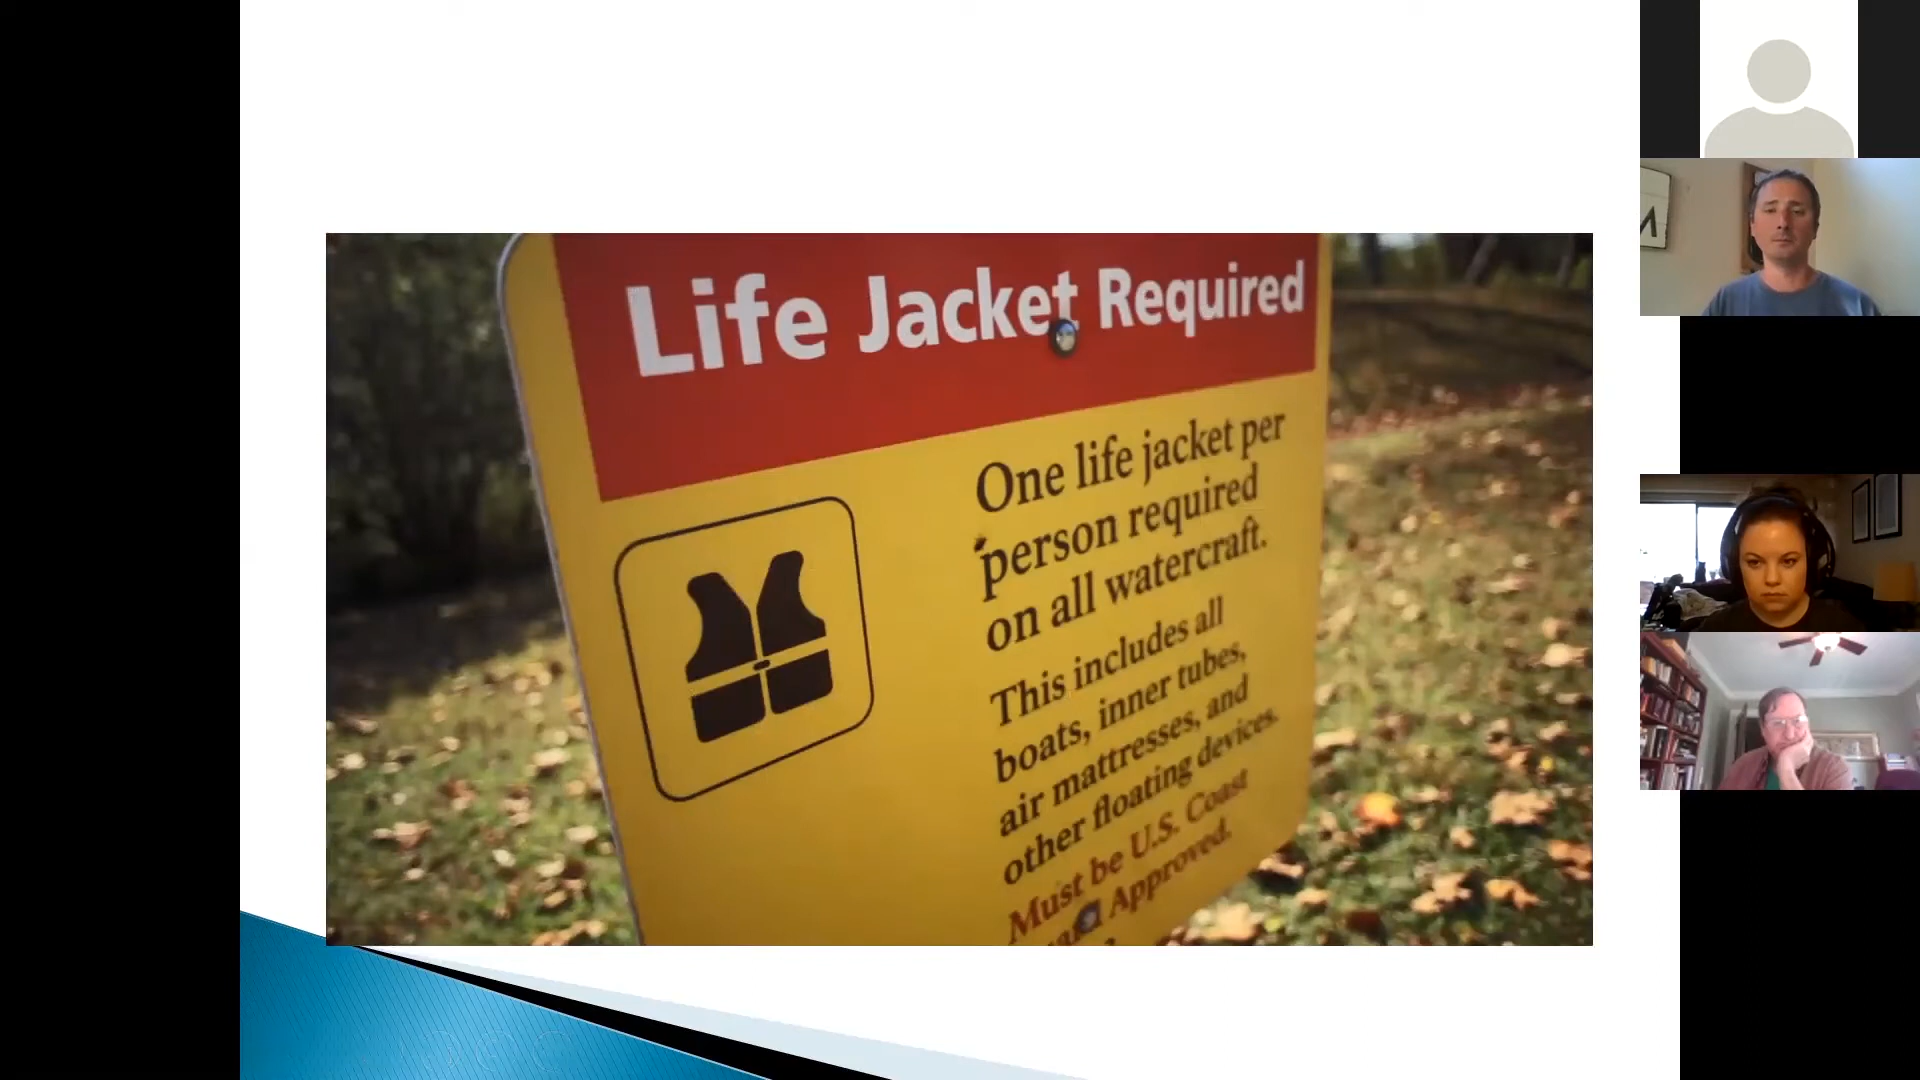 Life Jacket Required
One life jacket per
person required
on all watercraft.
This includes all
boats, inner tubes,
air mattresses, and
other floating devices.
Must be U.S. Coast
Approved.